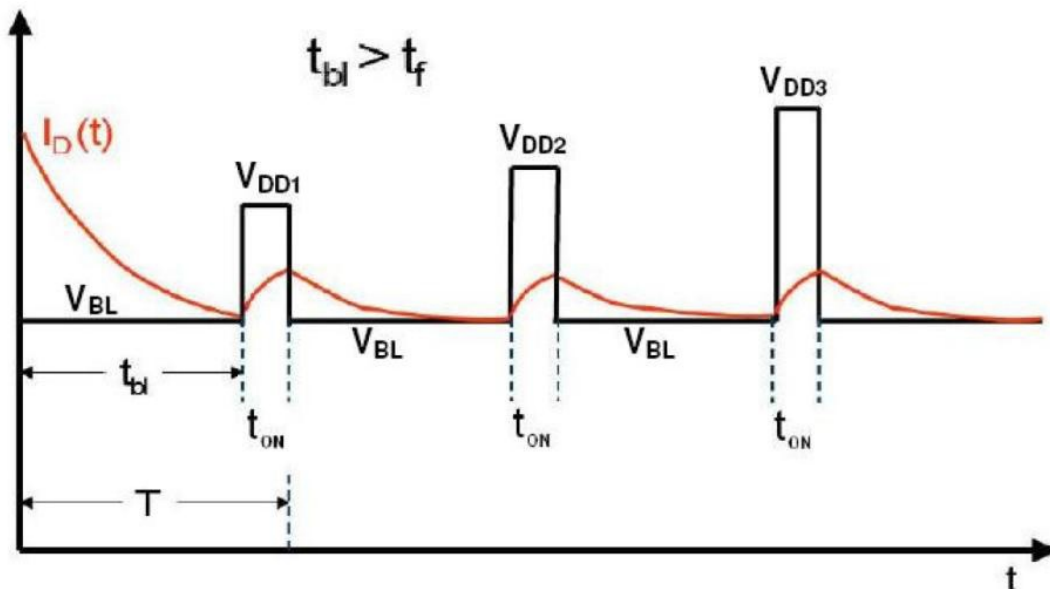 t_bl > t_f
I_D(t)
V_DD1
V_DD2
V_DD3
V_BL
V_BL
V_BL
t_bl
t_ON
t_ON
t_ON
T
t